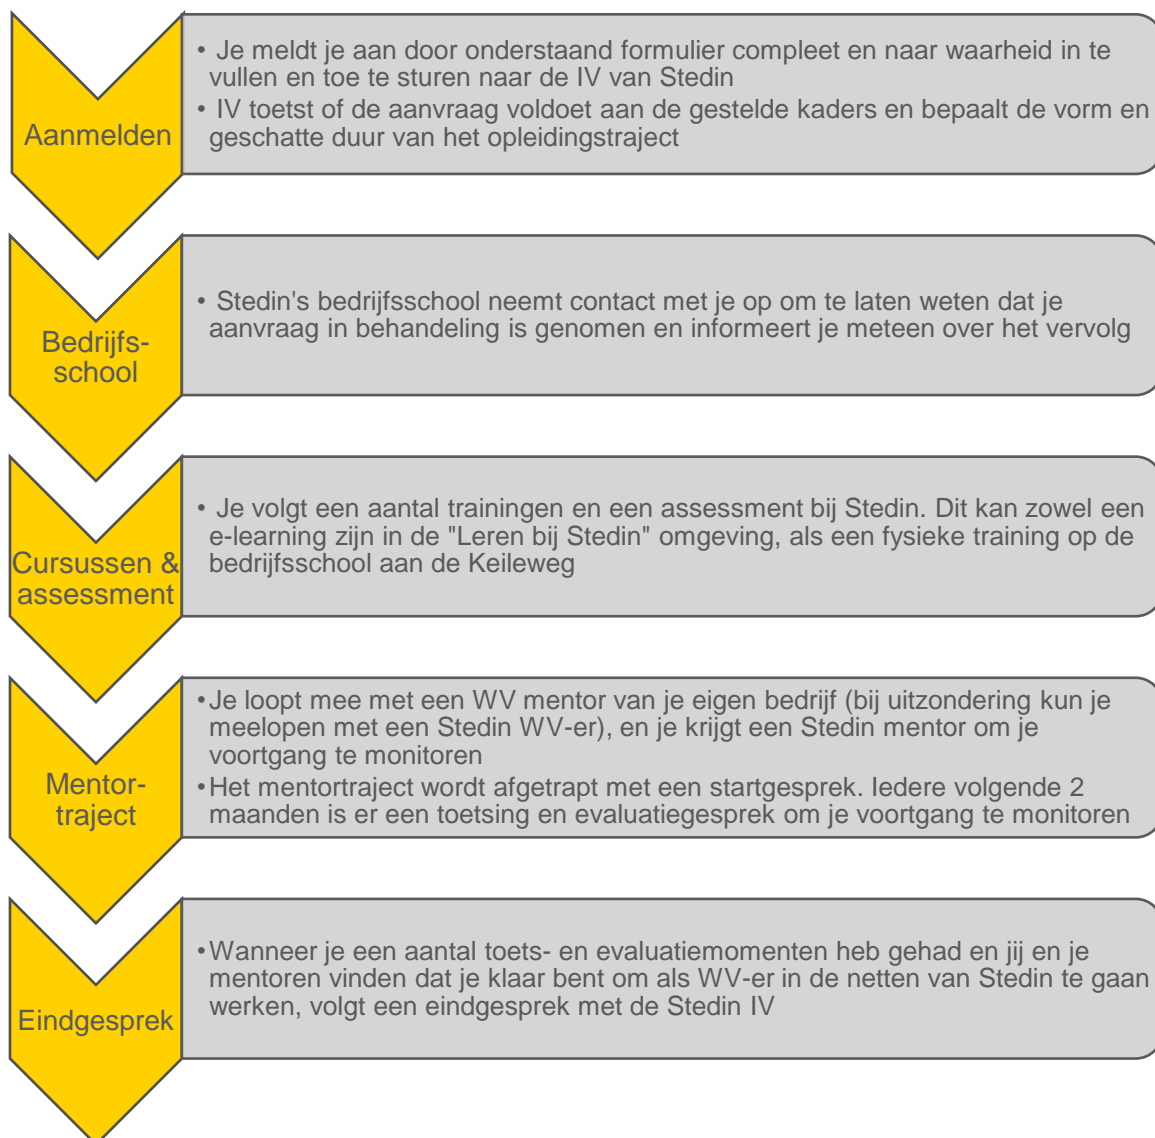 Aanmelden
• Je meldt je aan door onderstaand formulier compleet en naar waarheid in te
vullen en toe te sturen naar de IV van Stedin
• IV toetst of de aanvraag voldoet aan de gestelde kaders en bepaalt de vorm en
geschatte duur van het opleidingstraject
Bedrijfs-
school
• Stedin's bedrijfsschool neemt contact met je op om te laten weten dat je
aanvraag in behandeling is genomen en informeert je meteen over het vervolg
Cursussen &
assessment
• Je volgt een aantal trainingen en een assessment bij Stedin. Dit kan zowel een
e-learning zijn in de "Leren bij Stedin" omgeving, als een fysieke training op de
bedrijfsschool aan de Keileweg
Mentor-
traject
• Je loopt mee met een WV mentor van je eigen bedrijf (bij uitzondering kun je
meelopen met een Stedin WV-er), en je krijgt een Stedin mentor om je
voortgang te monitoren
• Het mentortraject wordt afgetrapt met een startgesprek. Iedere volgende 2
maanden is er een toetsing en evaluatiegesprek om je voortgang te monitoren
Eindgesprek
• Wanneer je een aantal toets- en evaluatiemomenten heb gehad en jij en je
mentoren vinden dat je klaar bent om als WV-er in de netten van Stedin te gaan
werken, volgt een eindgesprek met de Stedin IV